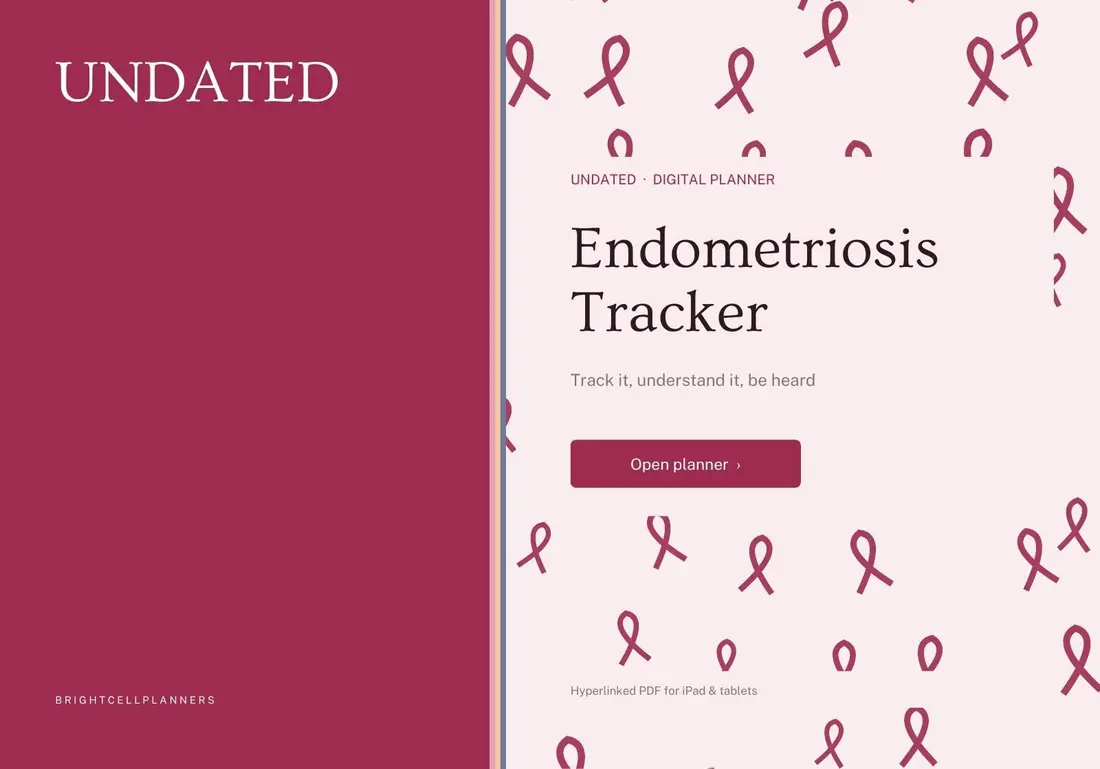 UNDATED
BRIGHTCELLPLANNERS
UNDATED · DIGITAL PLANNER
Endometriosis
Tracker
Track it, understand it, be heard
Open planner ›
Hyperlinked PDF for iPad & tablets